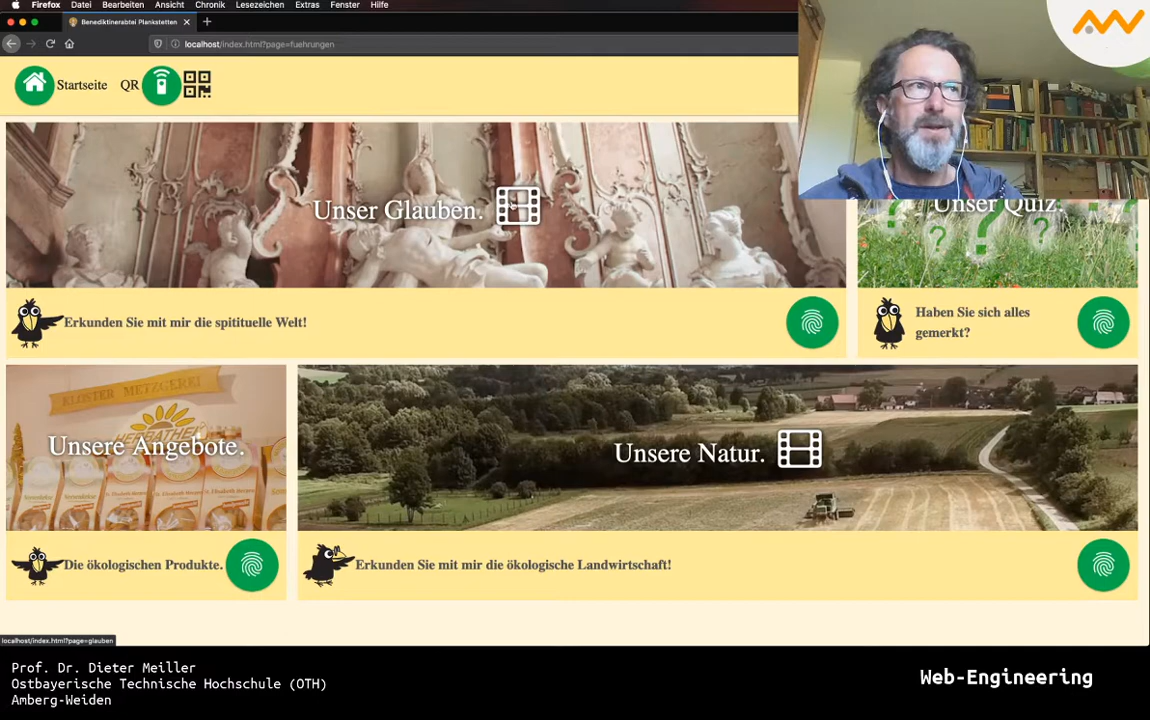 Firefox Datei Bearbeiten Ansicht Chronik Lesezeichen Extras Fenster Hilfe
Benediktinerabtei Plankstetten
localhost/index.html?page=fuehrungen
Startseite QR
Unser Glauben.
Unser Quiz.
Erkunden Sie mit mir die spitituelle Welt!
Haben Sie sich alles
gemerkt?
KLOSTER METZGEREI
Unsere Angebote.
Unsere Natur.
Die ökologischen Produkte.
Erkunden Sie mit mir die ökologische Landwirtschaft!
localhost/index.html?page=glauben
Prof. Dr. Dieter Meiller
Ostbayerische Technische Hochschule (OTH)
Amberg-Weiden
Web-Engineering